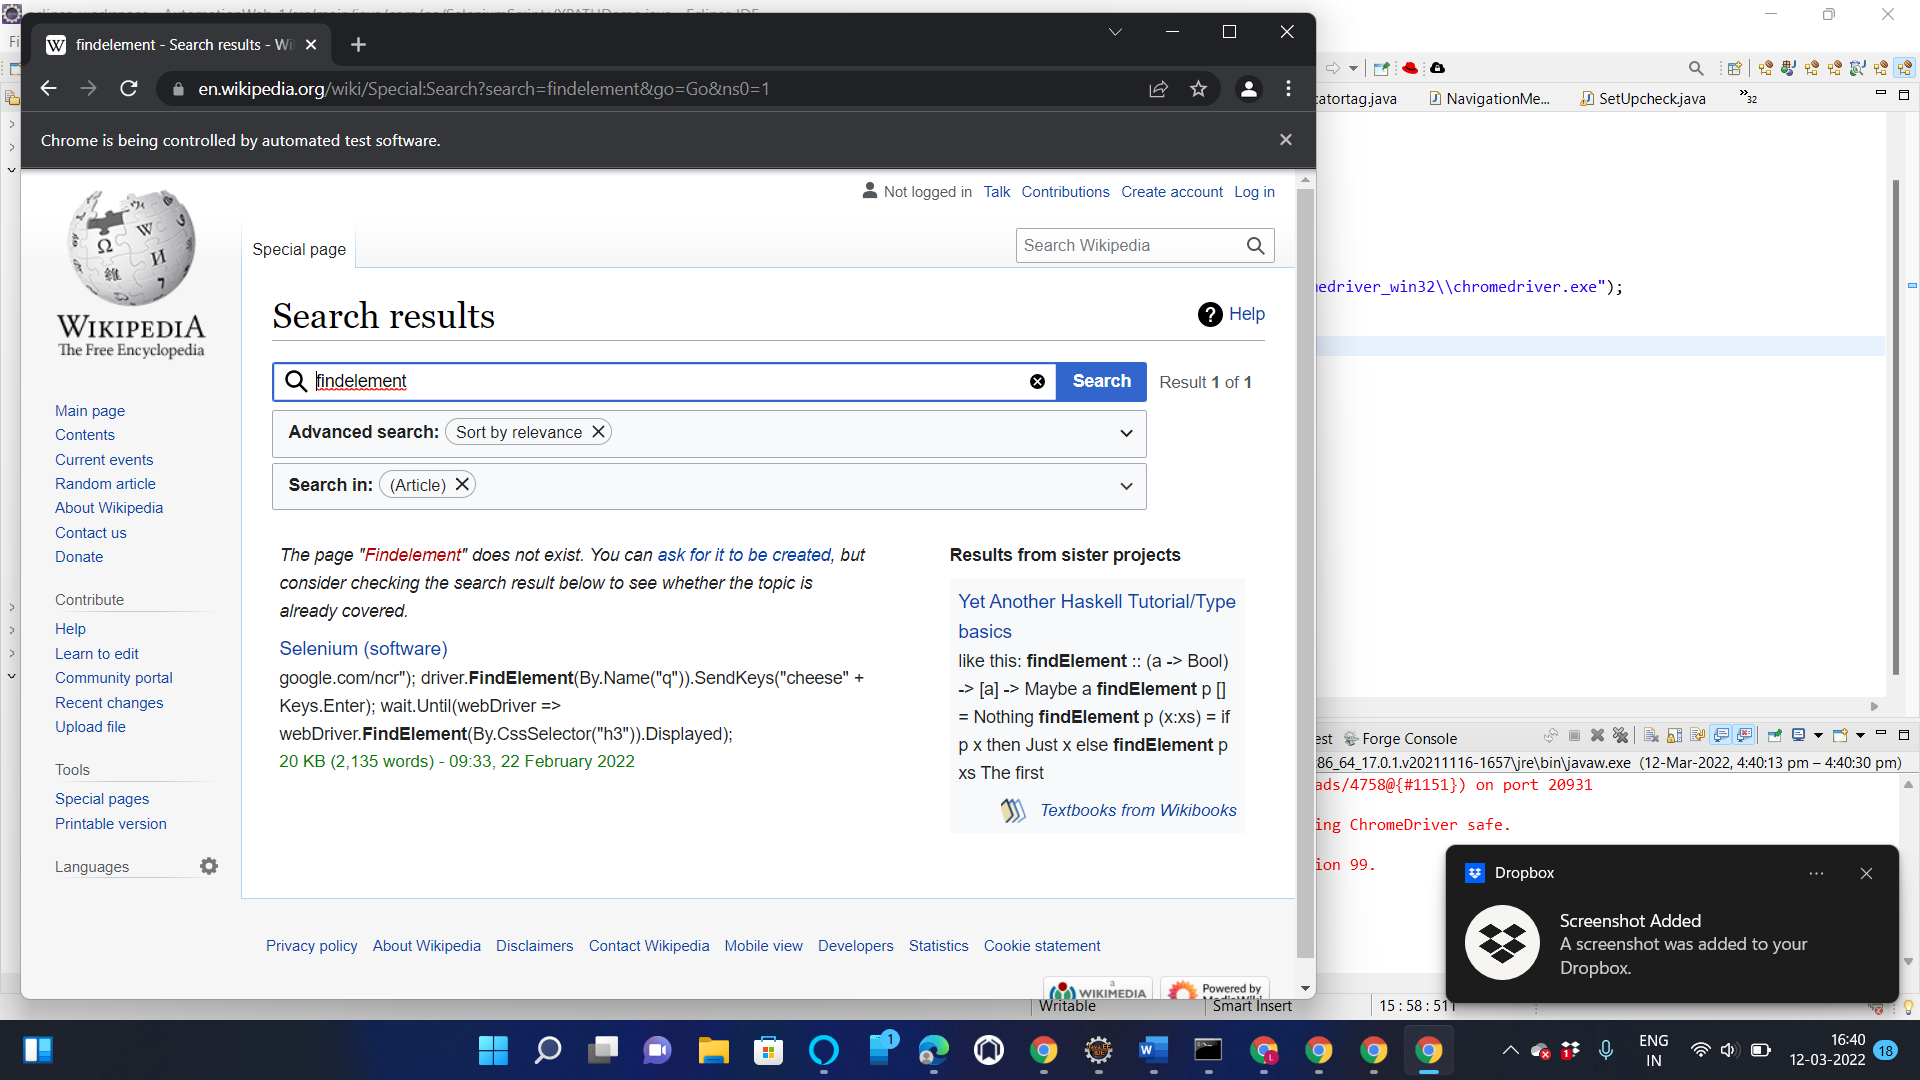 findelement - Search results - Wi
en.wikipedia.org/wiki/Special:Search?search=findelement&go=Go&ns0=1
Chrome is being controlled by automated test software.
Not logged in Talk Contributions Create account Log in
Special page
Search Wikipedia
WIKIPEDIA
The Free Encyclopedia
Search results
Help
findelement
Search
Result 1 of 1
Advanced search: Sort by relevance
Search in: (Article)
Main page
Contents
Current events
Random article
About Wikipedia
Contact us
Donate
Contribute
Help
Learn to edit
Community portal
Recent changes
Upload file
Tools
Special pages
Printable version
Languages
The page "Findelement" does not exist. You can ask for it to be created, but
consider checking the search result below to see whether the topic is
already covered.
Selenium (software)
google.com/ncr"); driver.FindElement(By.Name("q")).SendKeys("cheese" +
Keys.Enter); wait.Until(webDriver =>
webDriver.FindElement(By.CssSelector("h3")).Displayed);
20 KB (2,135 words) - 09:33, 22 February 2022
Results from sister projects
Yet Another Haskell Tutorial/Type
basics
like this: findElement :: (a -> Bool)
-> [a] -> Maybe a findElement p []
= Nothing findElement p (x:xs) = if
p x then Just x else findElement p
xs The first
Textbooks from Wikibooks
Privacy policy About Wikipedia Disclaimers Contact Wikipedia Mobile view Developers Statistics Cookie statement
a
WIKIMEDIA
Powered by
MediaWiki
catortag.java
NavigationMe...
SetUpcheck.java
32
edriver_win32\\chromedriver.exe");
est Forge Console
86_64_17.0.1.v20211116-1657\jre\bin\javaw.exe (12-Mar-2022, 4:40:13 pm – 4:40:30 pm)
ads/4758@{#1151}) on port 20931
ing ChromeDriver safe.
ion 99.
Dropbox
Screenshot Added
A screenshot was added to your
Dropbox.
Writable
Smart Insert
15 : 58 : 511
1
1
ENG
IN
16:40
12-03-2022
18